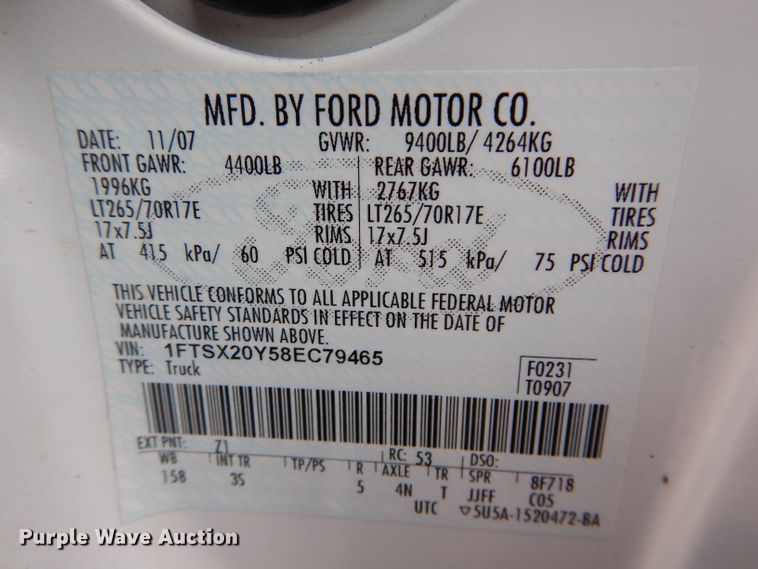 MFD. BY FORD MOTOR CO.
DATE: 11/07 GVWR: 9400LB/ 4264KG
FRONT GAWR: 4400LB REAR GAWR: 6100LB
1996KG WITH 2767KG WITH
LT265/70R17E TIRES LT265/70R17E TIRES
17x7.5J RIMS 17x7.5J RIMS
AT 415 kPa/ 60 PSI COLD AT 515 kPa/ 75 PSI COLD
THIS VEHICLE CONFORMS TO ALL APPLICABLE FEDERAL MOTOR
VEHICLE SAFETY STANDARDS IN EFFECT ON THE DATE OF
MANUFACTURE SHOWN ABOVE.
VIN: 1FTSX20Y58EC79465
TYPE: Truck
F0231
T0907
EXT PNT: Z1 RC: 53 DSO:
WB INT TR TP/PS R AXLE TR SPR 8F718
158 3S 5 4N T JJFF C05
UTC ▽5U5A-1520472-BA
Purple Wave Auction